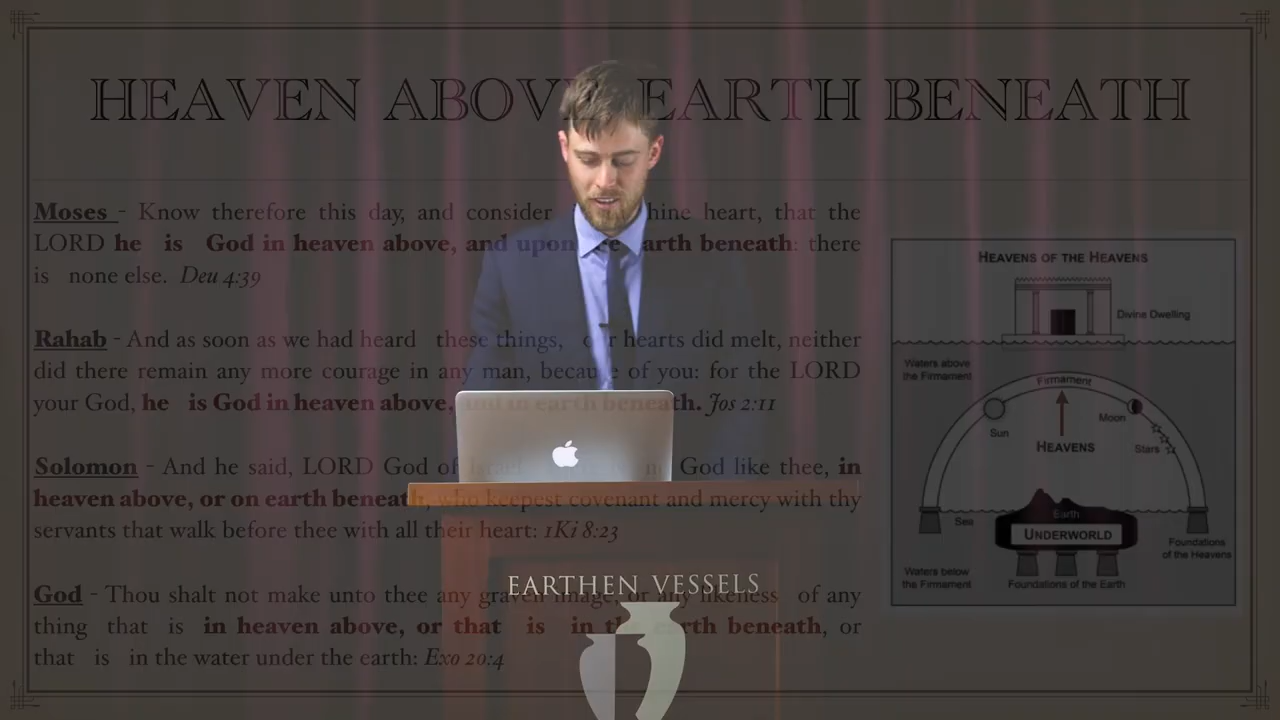 HEAVEN ABOV EARTH BENEATH
Moses - Know therefore this day, and consider hine heart, that the
LORD he is God in heaven above, and upon arth beneath: there
is none else. Deu 4:39
Rahab - And as soon as we had heard these things, r hearts did melt, neither
did there remain any more courage in any man, because of you: for the LORD
your God, he is God in heaven above, and in earth beneath. Jos 2:11
Solomon - And he said, LORD God of Israel God like thee, in
heaven above, or on earth beneath, who keepest covenant and mercy with thy
servants that walk before thee with all their heart: 1Ki 8:23
God - Thou shalt not make unto thee any graven image, or any likeness of any
thing that is in heaven above, or that is in the earth beneath, or
that is in the water under the earth: Exo 20:4
HEAVENS OF THE HEAVENS
Divine Dwelling
Waters above
the Firmament
Firmament
Sun
Moon
HEAVENS
Stars
Sea
Earth
UNDERWORLD
Foundations
of the Heavens
Waters below
the Firmament
Foundations of the Earth
EARTHEN VESSELS